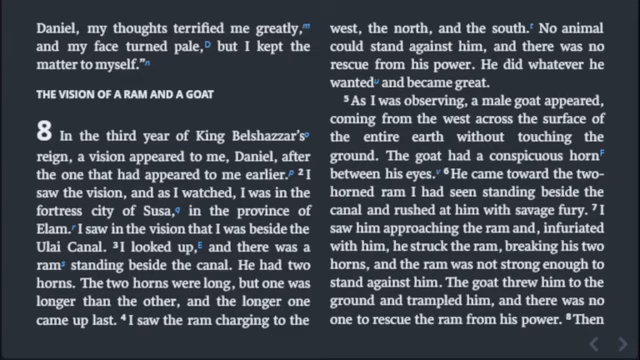 Daniel, my thoughts terrified me greatly,m
and my face turned pale,D but I kept the
matter to myself.”n
THE VISION OF A RAM AND A GOAT
8 In the third year of King Belshazzar’so
reign, a vision appeared to me, Daniel, after
the one that had appeared to me earlier.p 2 I
saw the vision, and as I watched, I was in the
fortress city of Susa,q in the province of
Elam.r I saw in the vision that I was beside the
Ulai Canal. 3 I looked up,E and there was a
rams standing beside the canal. He had two
horns. The two horns were long, but one was
longer than the other, and the longer one
came up last. 4 I saw the ram charging to the
west, the north, and the south.t No animal
could stand against him, and there was no
rescue from his power. He did whatever he
wantedu and became great.
5 As I was observing, a male goat appeared,
coming from the west across the surface of
the entire earth without touching the
ground. The goat had a conspicuous hornF
between his eyes.v 6 He came toward the two-
horned ram I had seen standing beside the
canal and rushed at him with savage fury. 7 I
saw him approaching the ram and, infuriated
with him, he struck the ram, breaking his two
horns, and the ram was not strong enough to
stand against him. The goat threw him to the
ground and trampled him, and there was no
one to rescue the ram from his power. 8 Then